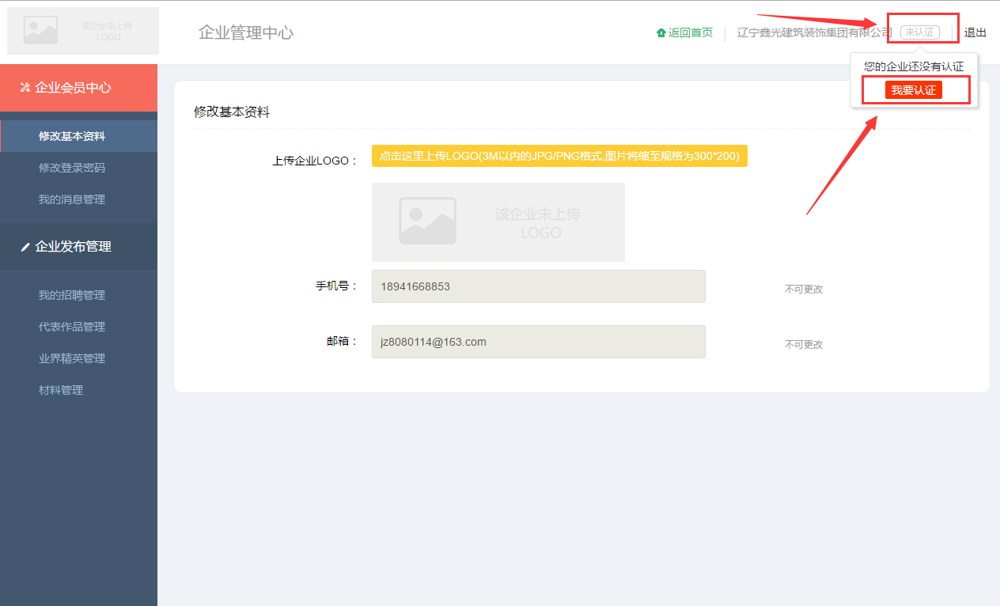 该企业未上传
LOGO
企业管理中心
返回首页
辽宁鑫光建筑装饰集团有限公司
未认证
退出
您的企业还没有认证
我要认证
企业会员中心
修改基本资料
修改登录密码
我的消息管理
企业发布管理
我的招聘管理
代表作品管理
业界精英管理
材料管理
修改基本资料
上传企业LOGO：
点击这里上传LOGO(3M以内的JPG/PNG格式,图片将缩至规格为300*200)
该企业未上传
LOGO
手机号：
18941668853
不可更改
邮箱：
jz8080114@163.com
不可更改